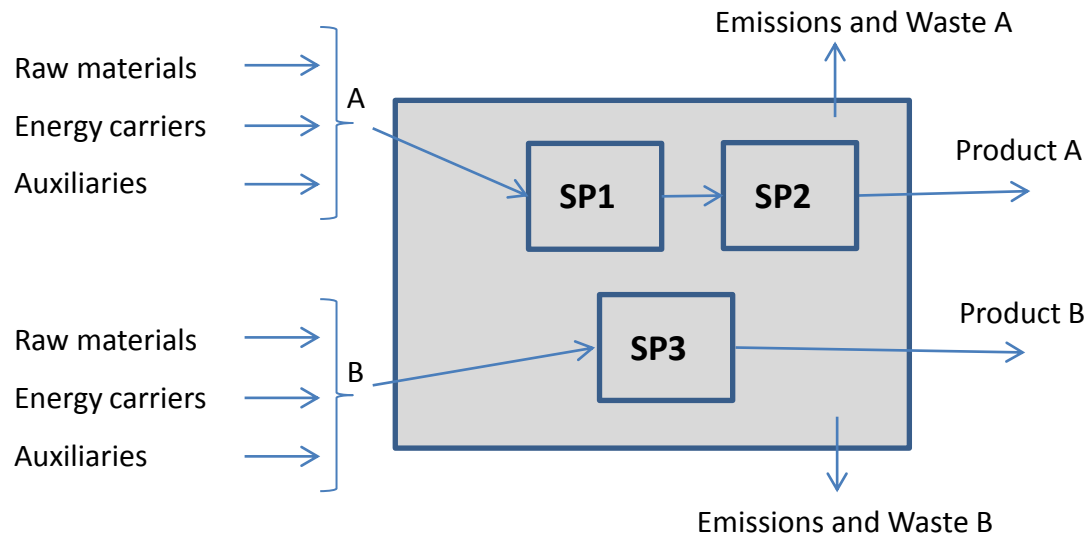 Emissions and Waste A
Raw materials
Energy carriers
Auxiliaries
A
SP1
SP2
Product A
Raw materials
Energy carriers
Auxiliaries
B
SP3
Product B
Emissions and Waste B